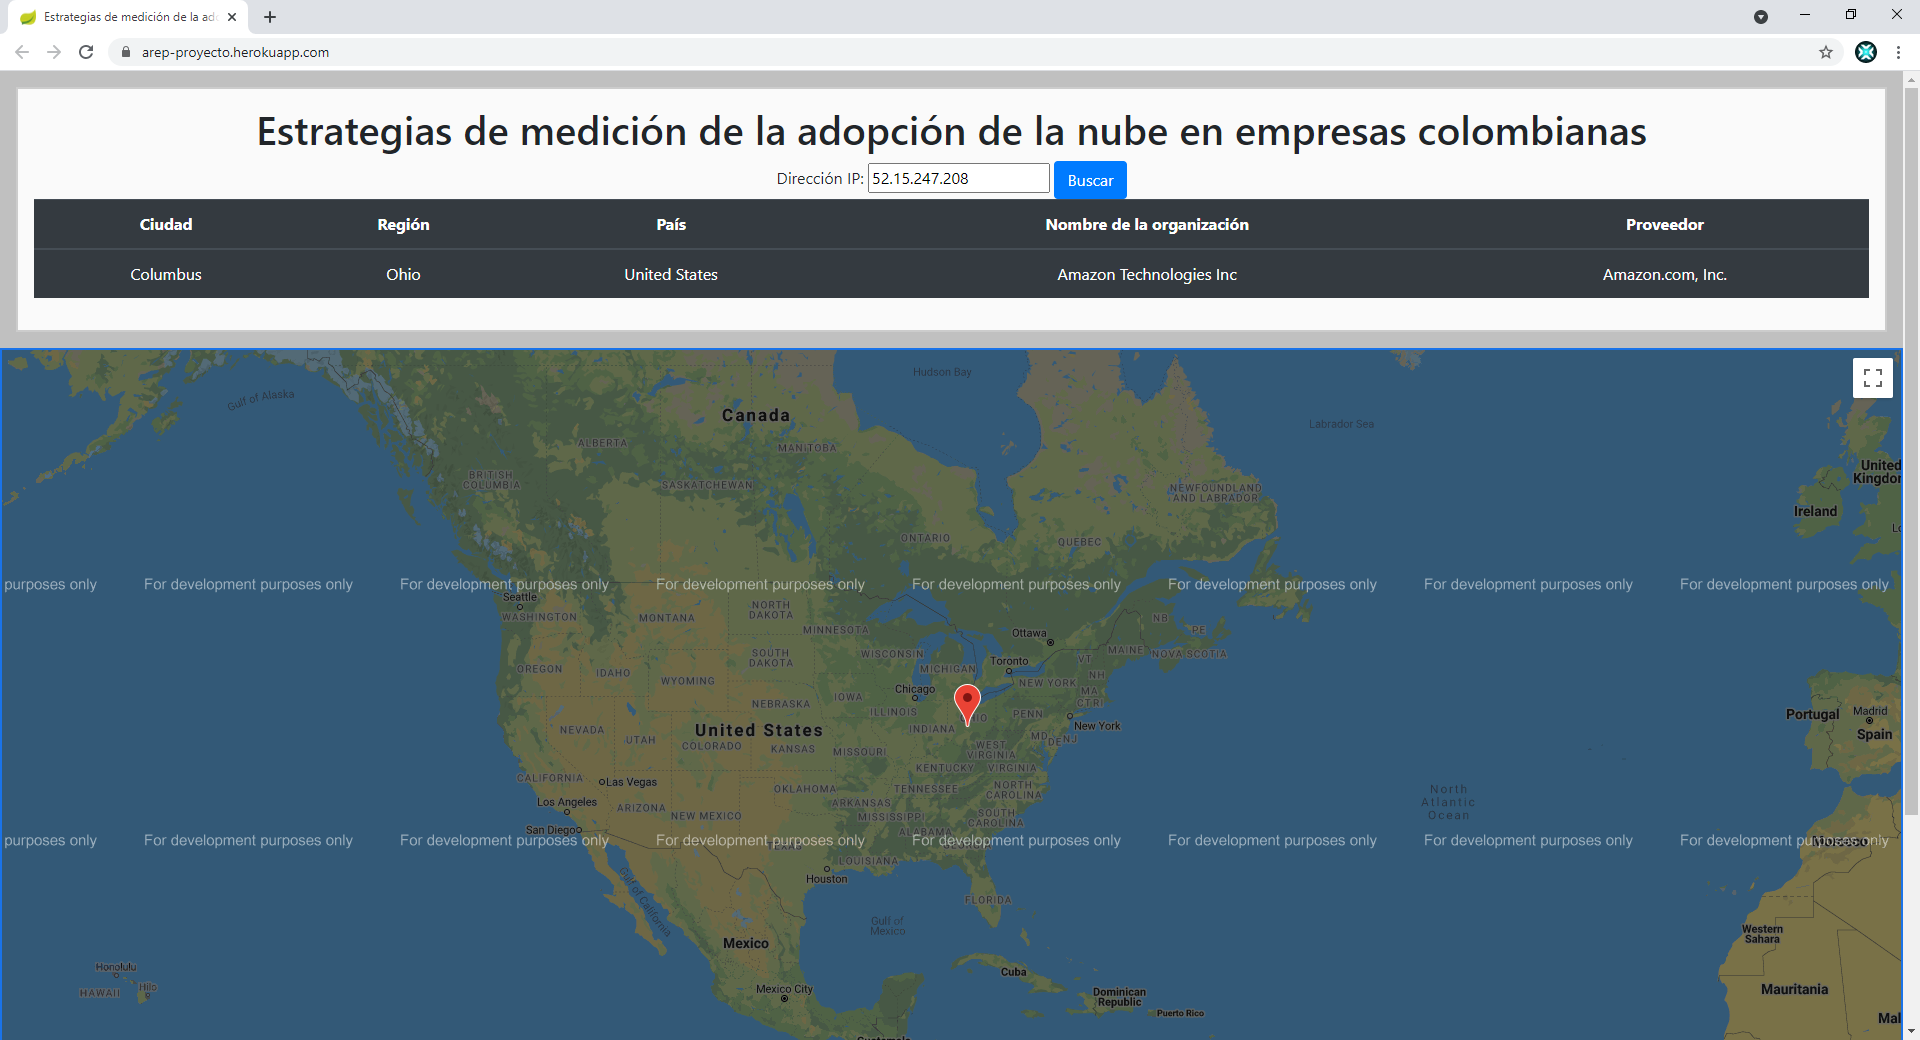 Estrategias de medición de la ado
arep-proyecto.herokuapp.com
Estrategias de medición de la adopción de la nube en empresas colombianas
Dirección IP: 52.15.247.208 Buscar
Ciudad Región País Nombre de la organización Proveedor
Columbus Ohio United States Amazon Technologies Inc Amazon.com, Inc.
Hudson Bay
Gulf of Alaska
Canada
Labrador Sea
ALBERTA
MANITOBA
United
Kingdor
BRITISH
COLUMBIA
SASKATCHEWAN
NEWFOUNDLAND
AND LABRADOR
Ireland
Lo
ONTARIO
QUEBEC
purposes only For development purposes only For development purposes only For development purposes only For development purposes only For development purposes only For development purposes only For development purposes only
Seattle
WASHINGTON
MONTANA
NORTH
DAKOTA
MINNESOTA
Ottawa
NB
PE
MAINE
NOVA SCOTIA
OREGON
IDAHO
WYOMING
SOUTH
DAKOTA
WISCONSIN
MICHIGAN
Toronto
VT
NH
NEW YORK
MA
CT RI
Chicago
IOWA
NEBRASKA
ILLINOIS
INDIANA
OHIO
PENN
New York
NEVADA
UTAH
United States
COLORADO
KANSAS
MISSOURI
WEST
VIRGINIA
MD
DE NJ
Portugal
Madrid
Spain
KENTUCKY
VIRGINIA
CALIFORNIA
Las Vegas
OKLAHOMA
TENNESSEE
NORTH
CAROLINA
Los Angeles
ARIZONA
NEW MEXICO
ARKANSAS
MISSISSIPPI
SOUTH
CAROLINA
North
Atlantic
Ocean
San Diego
ALABAMA
purposes only For development purposes only For development purposes only For development purposes only For development purposes only For development purposes only For development purposes only For development purposes only
TEXAS
GEORGIA
Morocco
LOUISIANA
Houston
Gulf of California
FLORIDA
Gulf of
Mexico
Mexico
Western
Sahara
Honolulu
HAWAII
Hilo
Cuba
Mexico City
Dominican
Republic
Puerto Rico
Mauritania
Mal
Guatemala